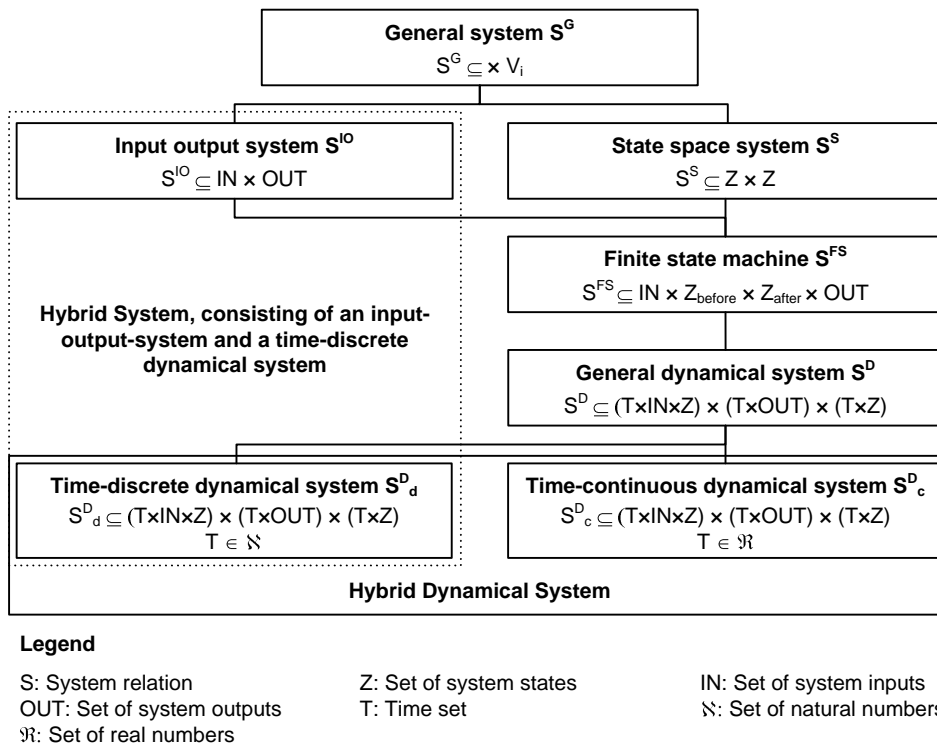 General system S^G
S^G ⊆ × V_i
Input output system S^IO
S^IO ⊆ IN × OUT
State space system S^S
S^S ⊆ Z × Z
Finite state machine S^FS
S^FS ⊆ IN × Z_before × Z_after × OUT
Hybrid System, consisting of an input-
output-system and a time-discrete
dynamical system
General dynamical system S^D
S^D ⊆ (T×IN×Z) × (T×OUT) × (T×Z)
Time-discrete dynamical system S^D_d
S^D_d ⊆ (T×IN×Z) × (T×OUT) × (T×Z)
T ∈ ℵ
Time-continuous dynamical system S^D_c
S^D_c ⊆ (T×IN×Z) × (T×OUT) × (T×Z)
T ∈ ℜ
Hybrid Dynamical System
Legend
S: System relation
Z: Set of system states
IN: Set of system inputs
OUT: Set of system outputs
T: Time set
ℵ: Set of natural numbers
ℜ: Set of real numbers